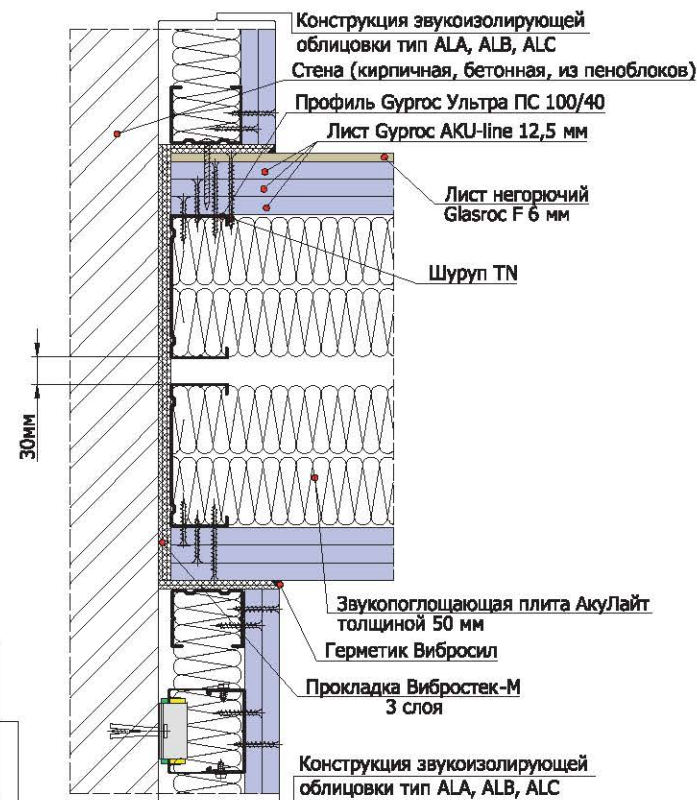 Конструкция звукоизолирующей
облицовки тип ALA, ALB, ALC
Стена (кирпичная, бетонная, из пеноблоков)
Профиль Gyproc Ультра ПС 100/40
Лист Gyproc AKU-line 12,5 мм
Лист негорючий
Glasroc F 6 мм
Шуруп TN
30мм
Звукопоглощающая плита АкуЛайт
толщиной 50 мм
Герметик Вибросил
Прокладка Вибростек-М
3 слоя
Конструкция звукоизолирующей
облицовки тип ALA, ALB, ALC